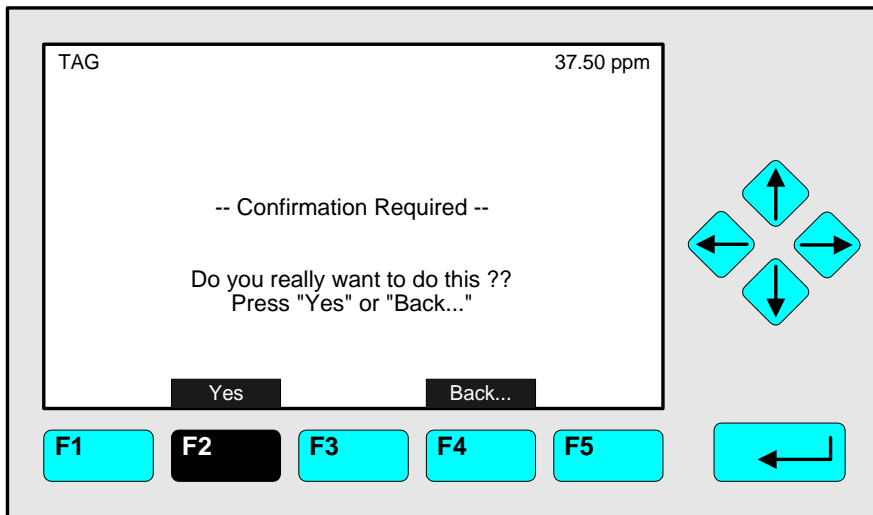 TAG 37.50 ppm
-- Confirmation Required --
Do you really want to do this ??
Press "Yes" or "Back..."
Yes Back...
F1 F2 F3 F4 F5